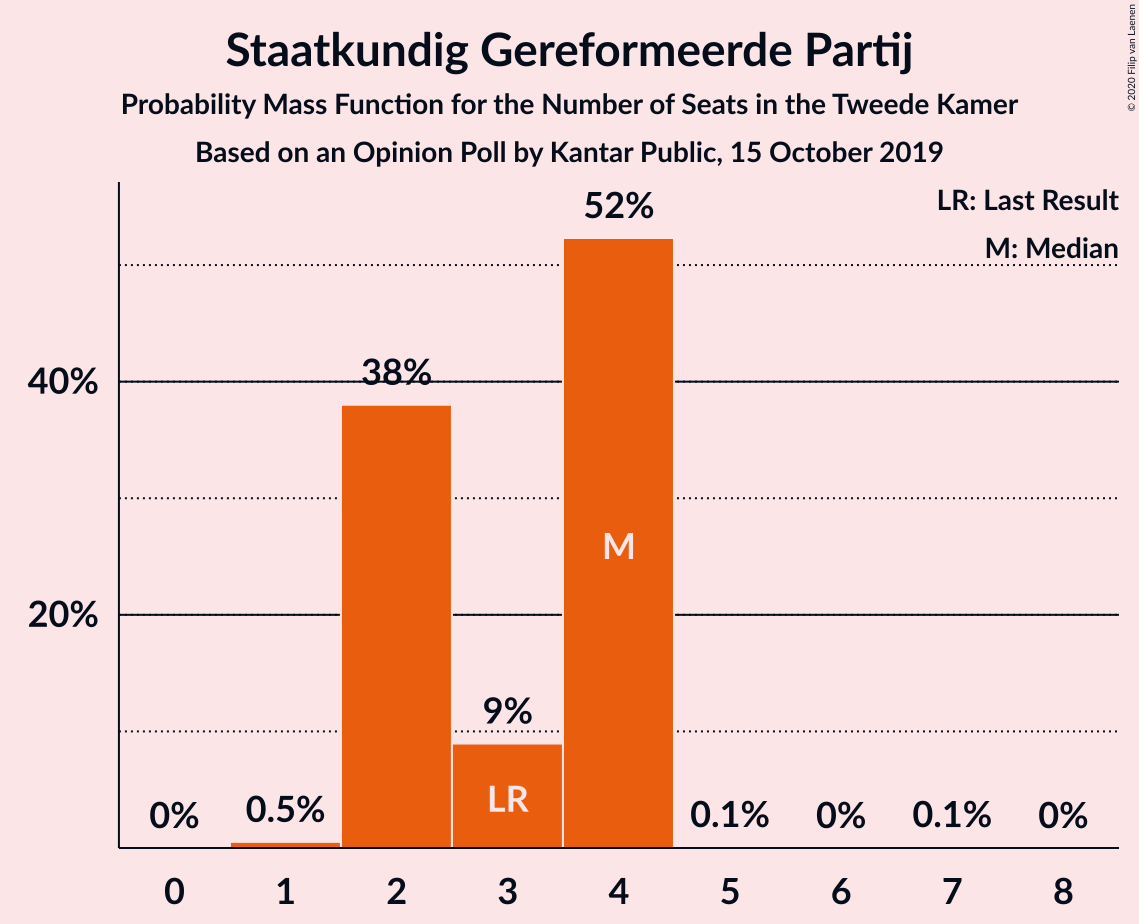 Staatkundig Gereformeerde Partij
Probability Mass Function for the Number of Seats in the Tweede Kamer
Based on an Opinion Poll by Kantar Public, 15 October 2019
© 2020 Filip van Laenen
LR: Last Result
M: Median
52%
38%
40%
M
20%
9%
LR
0%
0.5%
0.1%
0%
0.1%
0%
0 1 2 3 4 5 6 7 8